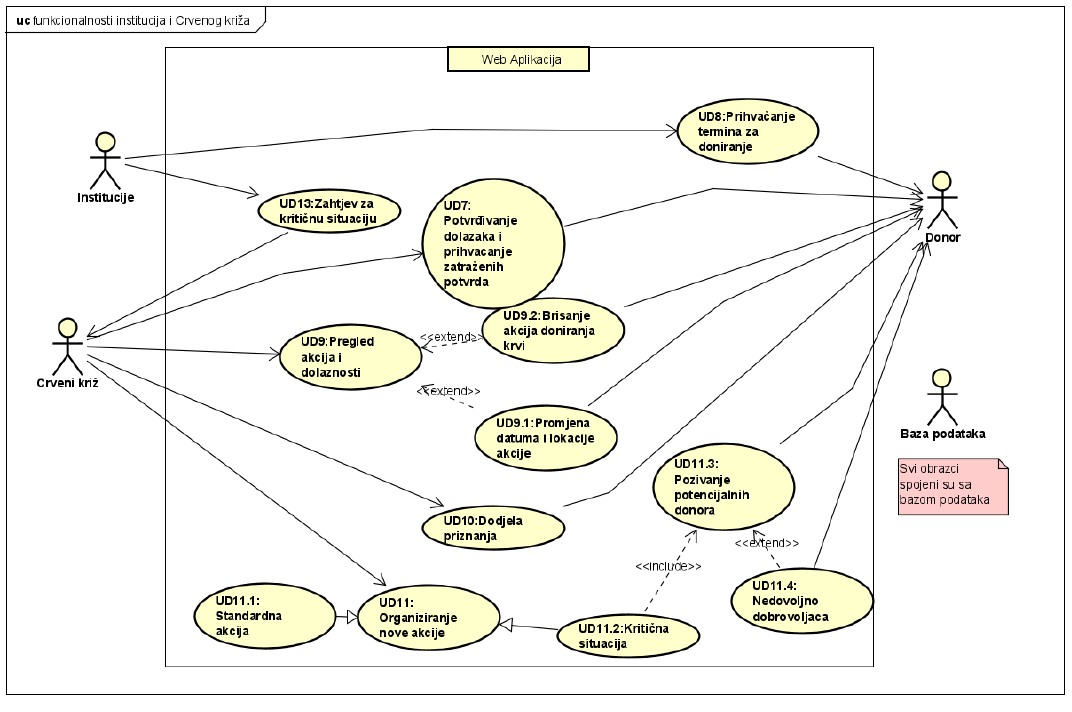 uc funkcionalnosti institucija i Crvenog križa
Web Aplikacija
UD8:Prihvaćanje
termina za
doniranje
Institucije
UD13:Zahtjev za
kritičnu situaciju
UD7:
Potvrđivanje
dolazaka i
prihvacanje
zatraženih
potvrda
Donor
UD9.2: Brisanje
akcija doniranja
krvi
<<extend>>
UD9: Pregled
akcija i
dolaznosti
Crveni križ
<<extend>>
UD9.1:Promjena
datuma i lokacije
akcije
Baza podataka
Svi obrazci
spojeni su sa
bazom podataka
UD11.3:
Pozivanje
potencijalnih
donora
UD10:Dodjela
priznanja
<<extend>>
<<include>>
UD11.4:
Nedovoljno
dobrovoljaca
UD11.1:
Standardna
akcija
UD11:
Organiziranje
nove akcije
UD11.2:Kritična
situacija